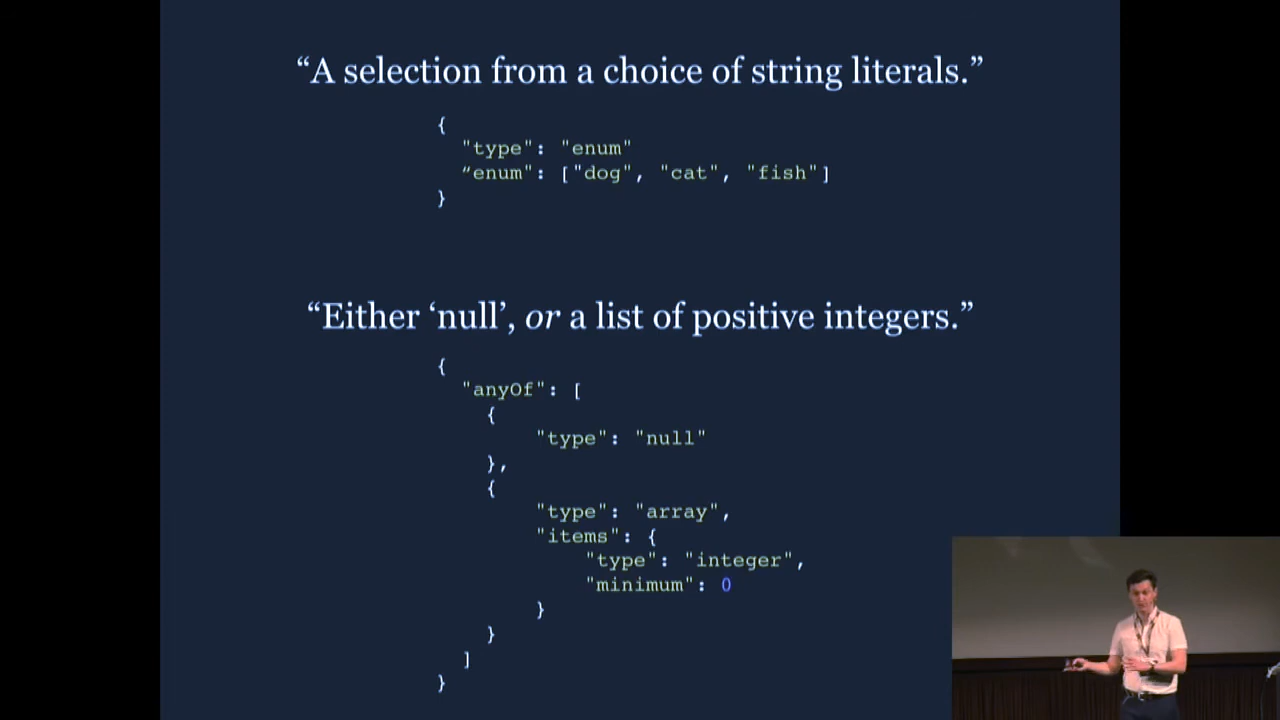 “A selection from a choice of string literals.”
{
"type": "enum"
“enum": ["dog", "cat", "fish"]
}
“Either ‘null’, or a list of positive integers.”
{
"anyOf": [
{
"type": "null"
},
{
"type": "array",
"items": {
"type": "integer",
"minimum": 0
}
}
]
}